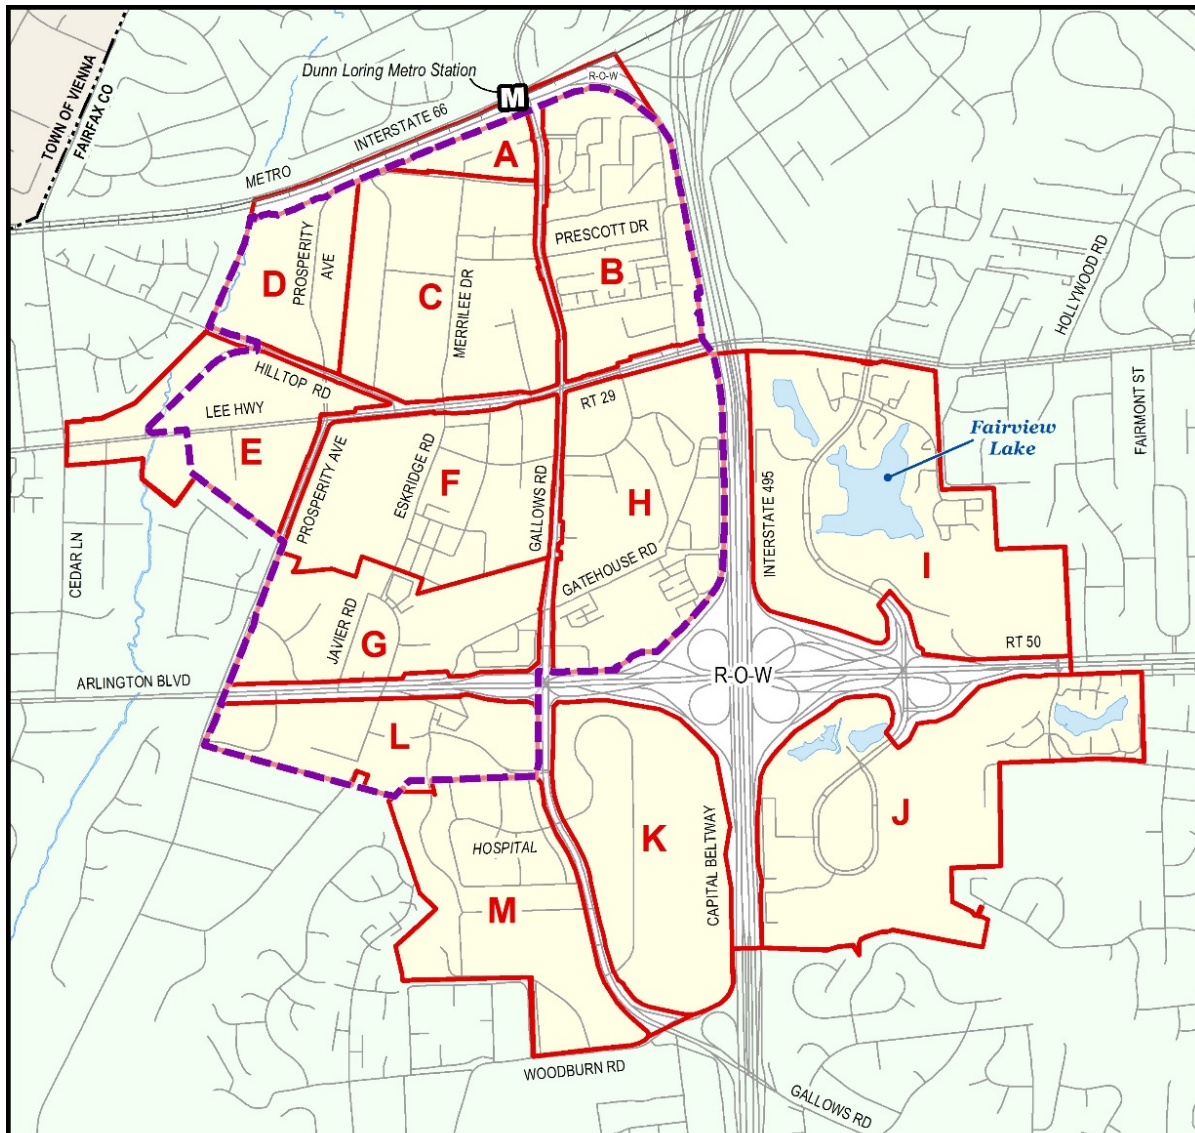 TOWN OF VIENNA
FAIRFAX CO
Dunn Loring Metro Station
M
R-O-W
INTERSTATE 66
METRO
A
PRESCOTT DR
B
PROSPERITY
AVE
D
C
MERRILEE DR
HOLLYWOOD RD
HILLTOP RD
LEE HWY
RT 29
E
FAIRMONT ST
Fairview
Lake
PROSPERITY AVE
ESKRIDGE RD
F
GALLOWS RD
H
INTERSTATE 495
CEDAR LN
GATEHOUSE RD
I
JAVIER RD
G
RT 50
ARLINGTON BLVD
R-O-W
L
J
K
CAPITAL BELTWAY
HOSPITAL
M
WOODBURN RD
GALLOWS RD